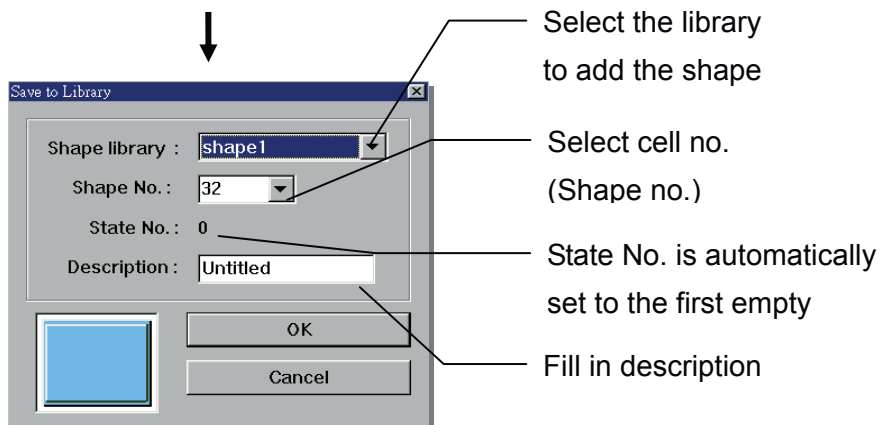 Select the library
to add the shape
Save to Library
Shape library : shape1
Select cell no.
(Shape no.)
Shape No. : 32
State No. : 0
State No. is automatically
set to the first empty
Description : Untitled
OK
Fill in description
Cancel